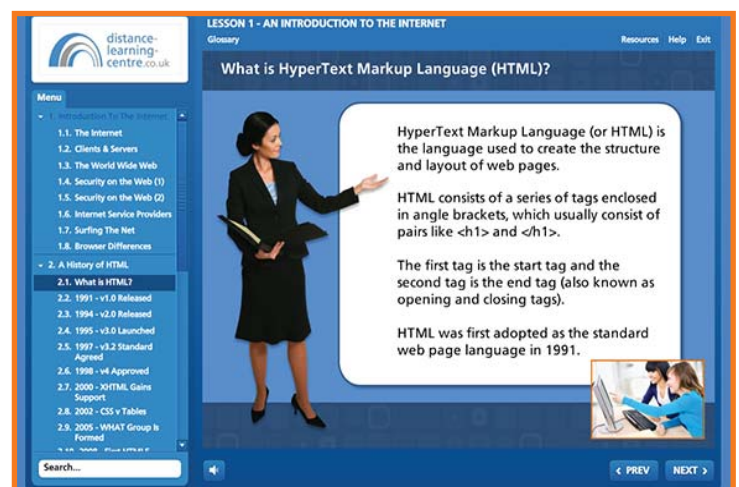 distance-
learning-
centre.co.uk
LESSON 1 - AN INTRODUCTION TO THE INTERNET
Glossary
Resources Help Exit
What is HyperText Markup Language (HTML)?
Menu
1. Introduction To The Internet
1.1. The Internet
1.2. Clients & Servers
1.3. The World Wide Web
1.4. Security on the Web (1)
1.5. Security on the Web (2)
1.6. Internet Service Providers
1.7. Surfing The Net
1.8. Browser Differences
2. A History of HTML
2.1. What is HTML?
2.2. 1991 - v1.0 Released
2.3. 1994 - v2.0 Released
2.4. 1995 - v3.0 Launched
2.5. 1997 - v3.2 Standard
Agreed
2.6. 1998 - v4 Approved
2.7. 2000 - XHTML Gains
Support
2.8. 2002 - CSS v Tables
2.9. 2005 - WHAT Group Is
Formed
2.10. 2008 - First HTML5
Search...
HyperText Markup Language (or HTML) is
the language used to create the structure
and layout of web pages.
HTML consists of a series of tags enclosed
in angle brackets, which usually consist of
pairs like <h1> and </h1>.
The first tag is the start tag and the
second tag is the end tag (also known as
opening and closing tags).
HTML was first adopted as the standard
web page language in 1991.
< PREV
NEXT >